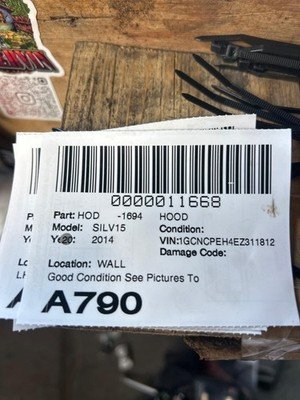 0000011668
Part: HOD -1694 HOOD
Model: SILV15 Condition:
2014 VIN:1GCNCPEH4EZ311812
Damage Code:
Location: WALL
Good Condition See Pictures To
A790